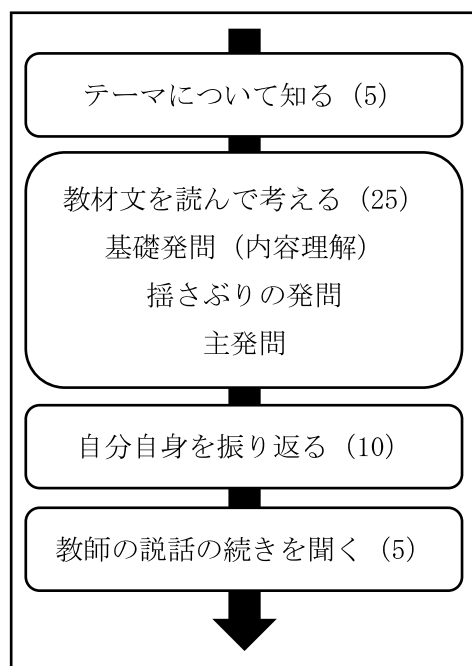 テーマについて知る（5）
教材文を読んで考える（25）
基礎発問（内容理解）
揺さぶりの発問
主発問
自分自身を振り返る（10）
教師の説話の続きを聞く（5）